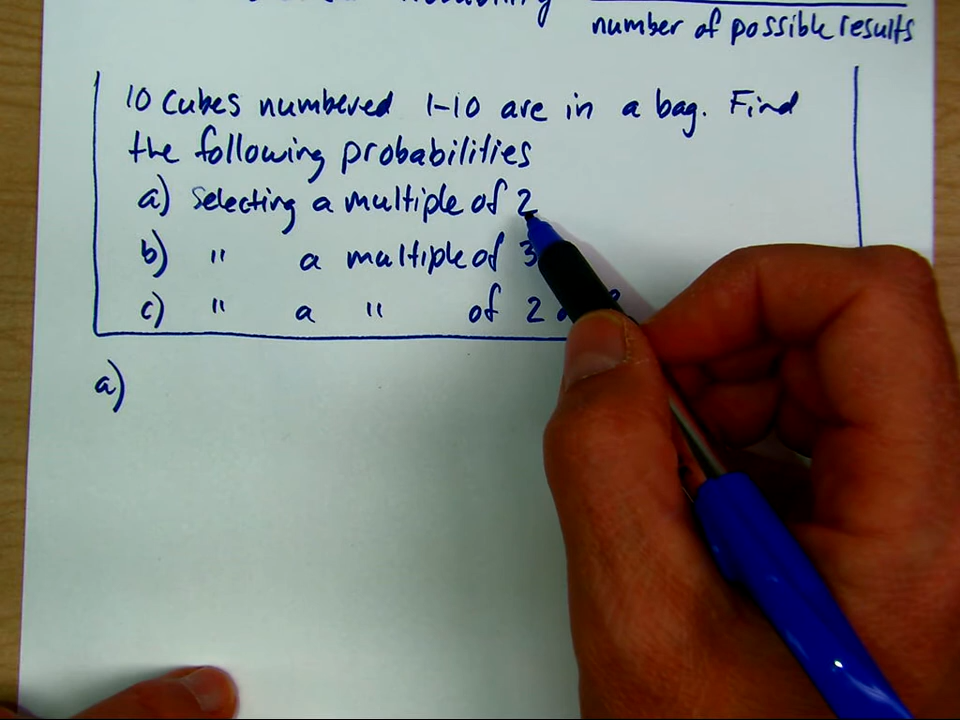 Probability
number of possible results
10 cubes numbered 1-10 are in a bag. Find
the following probabilities
a) Selecting a multiple of 2
b) " a multiple of 3
c) " a " of 2
a)